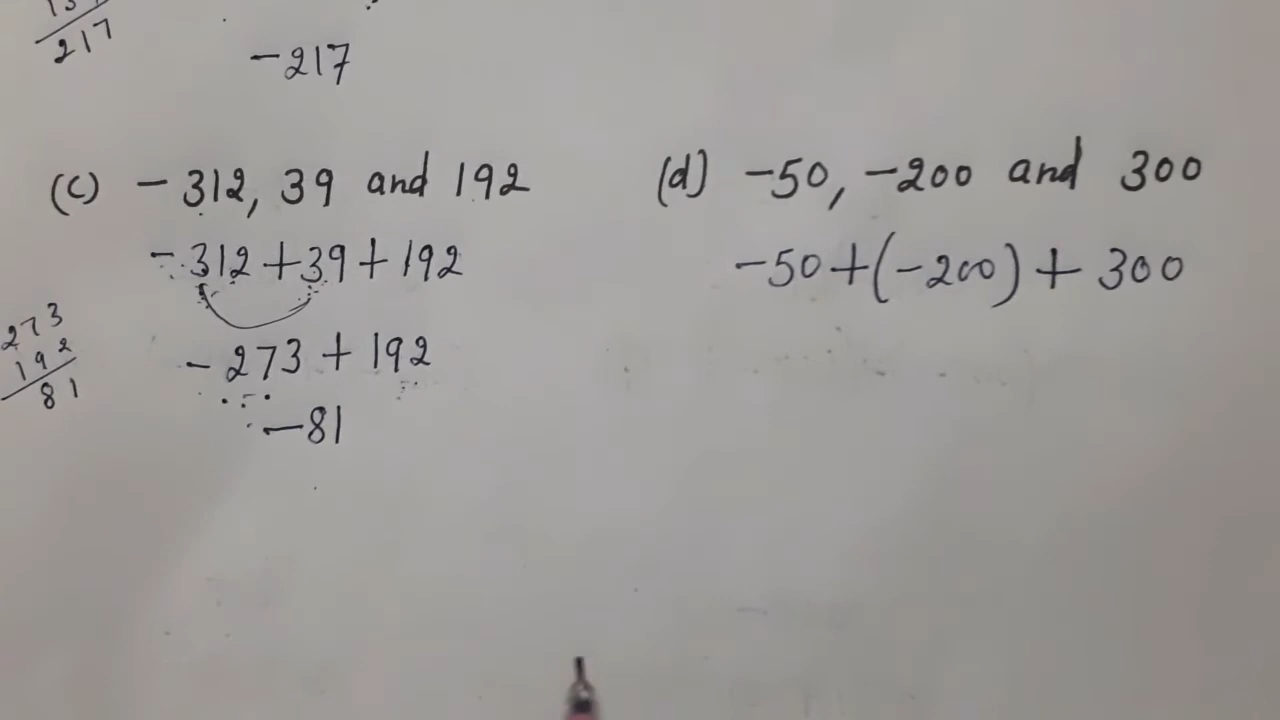 217
-217
(c) -312, 39 and 192
-312+39+192
-273 + 192
-81
273
192
81
(d) -50, -200 and 300
-50+(-200) + 300